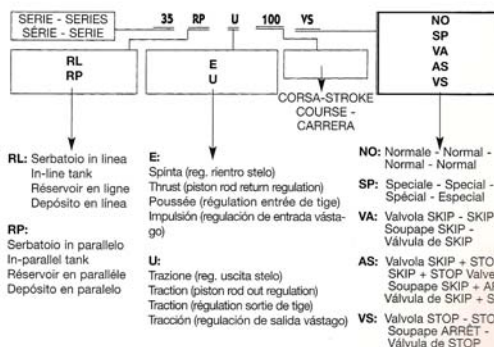 SERIE - SERIES
SÉRIE - SERIE
35 RP U 100 VS
RL
RP
E
U
CORSA-STROKE
COURSE -
CARRERA
NO
SP
VA
AS
VS
RL: Serbatoio in linea
In-line tank
Réservoir en ligne
Depósito en línea
RP:
Serbatoio in parallelo
In-parallel tank
Réservoir en paralléle
Depósito en paralelo
E:
Spinta (reg. rientro stelo)
Thrust (piston rod return regulation)
Poussée (régulation entrée de tige)
Impulsión (regulación de entrada vásta-
go)
U:
Trazione (reg. uscita stelo)
Traction (piston rod out regulation)
Traction (régulation sortie de tige)
Tracción (regulación de salida vástago)
NO: Normale - Normal -
Normal - Normal
SP: Speciale - Special -
Spécial - Especial
VA: Valvola SKIP - SKIP
Soupape SKIP -
Válvula de SKIP
AS: Valvola SKIP + STO
SKIP + STOP Valve
Soupape SKIP + AR
Válvula de SKIP + S
VS: Valvola STOP - STO
Soupape ARRÊT -
Válvula de STOP